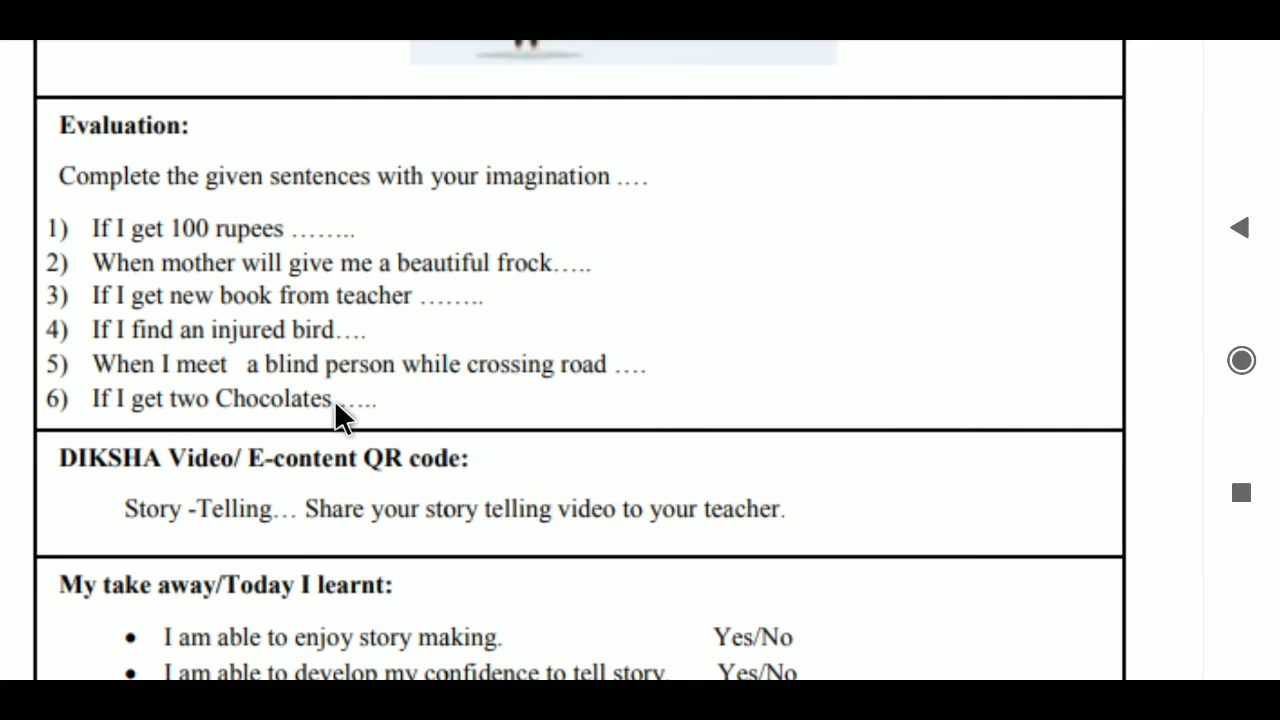 Evaluation:
Complete the given sentences with your imagination ….
1) If I get 100 rupees ……..
2) When mother will give me a beautiful frock…..
3) If I get new book from teacher ……..
4) If I find an injured bird….
5) When I meet a blind person while crossing road ….
6) If I get two Chocolates……
DIKSHA Video/ E-content QR code:
Story -Telling… Share your story telling video to your teacher.
My take away/Today I learnt:
• I am able to enjoy story making. Yes/No
• I am able to develop my confidence to tell story. Yes/No